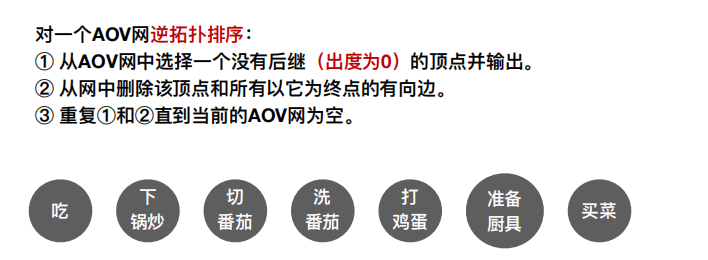 对一个AOV网逆拓扑排序：
① 从AOV网中选择一个没有后继（出度为0）的顶点并输出。
② 从网中删除该顶点和所有以它为终点的有向边。
③ 重复①和②直到当前的AOV网为空。
吃
下
锅炒
切
番茄
洗
番茄
打
鸡蛋
准备
厨具
买菜